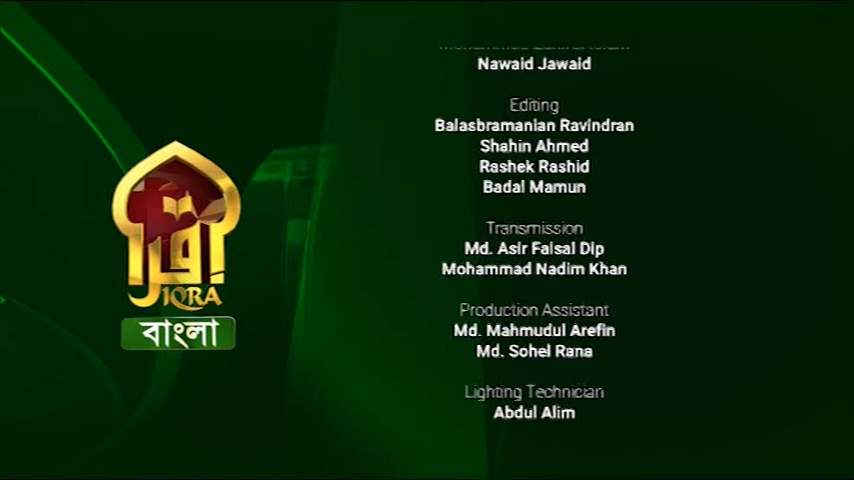 Nawaid Jawaid
Editing
Balasbramanian Ravindran
Shahin Ahmed
Rashek Rashid
Badal Mamun
Transmission
Md. Asir Faisal Dip
Mohammad Nadim Khan
Production Assistant
Md. Mahmudul Arefin
Md. Sohel Rana
Lighting Technician
Abdul Alim
IQRA
বাংলা